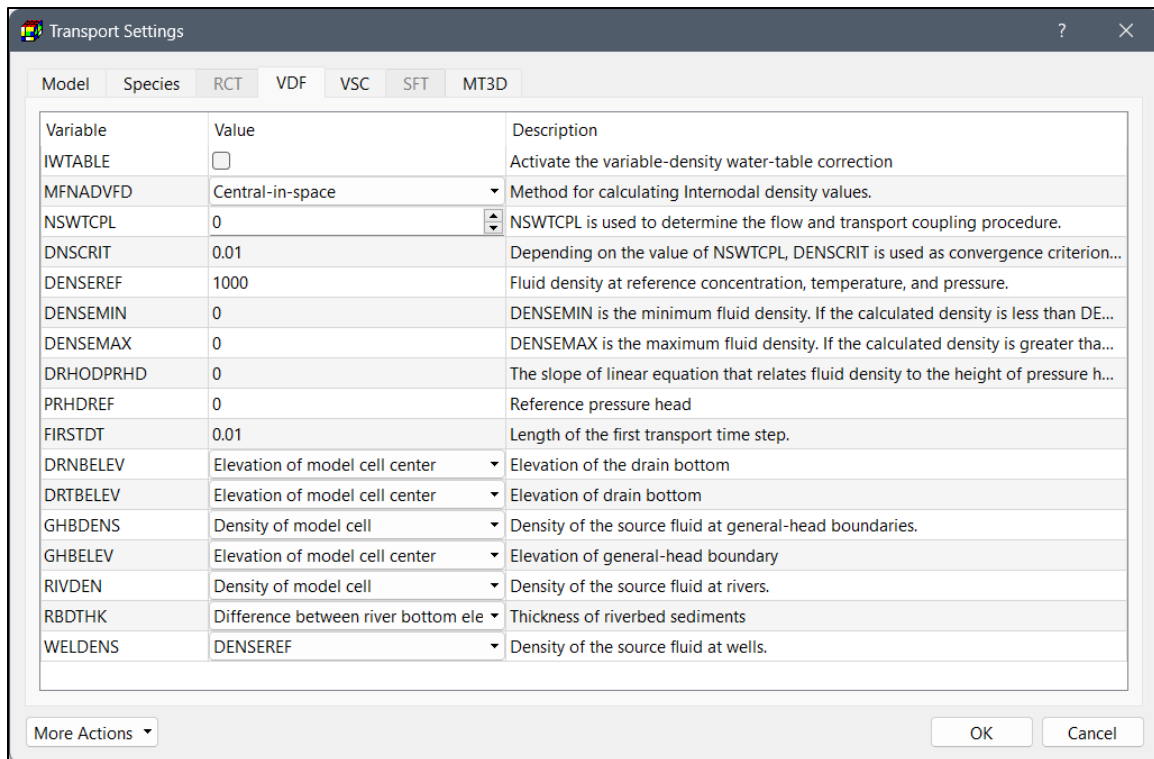 Transport Settings ?
Model Species RCT VDF VSC SFT MT3D
Variable Value Description
IWTABLE Activate the variable-density water-table correction
MFNADVFD Central-in-space Method for calculating Internodal density values.
NSWTCPL 0 NSWTCPL is used to determine the flow and transport coupling procedure.
DNSCRIT 0.01 Depending on the value of NSWTCPL, DENSCRIT is used as convergence criterion...
DENSEREF 1000 Fluid density at reference concentration, temperature, and pressure.
DENSEMIN 0 DENSEMIN is the minimum fluid density. If the calculated density is less than DE...
DENSEMAX 0 DENSEMAX is the maximum fluid density. If the calculated density is greater tha...
DRHODPRHD 0 The slope of linear equation that relates fluid density to the height of pressure h...
PRHDREF 0 Reference pressure head
FIRSTDT 0.01 Length of the first transport time step.
DRNBELEV Elevation of model cell center Elevation of the drain bottom
DRTBELEV Elevation of model cell center Elevation of drain bottom
GHBDENS Density of model cell Density of the source fluid at general-head boundaries.
GHBELEV Elevation of model cell center Elevation of general-head boundary
RIVDEN Density of model cell Density of the source fluid at rivers.
RBDTHK Difference between river bottom ele Thickness of riverbed sediments
WELDENS DENSEREF Density of the source fluid at wells.
More Actions OK Cancel